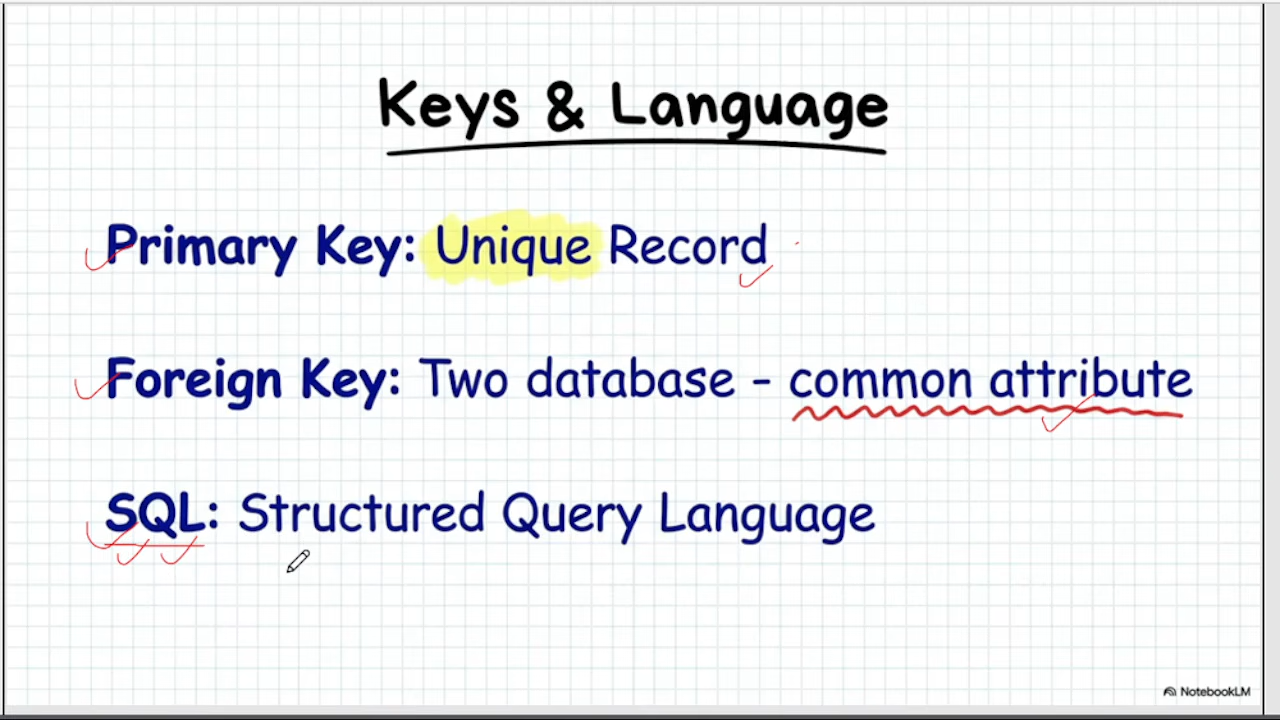 Keys & Language
Primary Key: Unique Record
Foreign Key: Two database - common attribute
SQL: Structured Query Language
NotebookLM